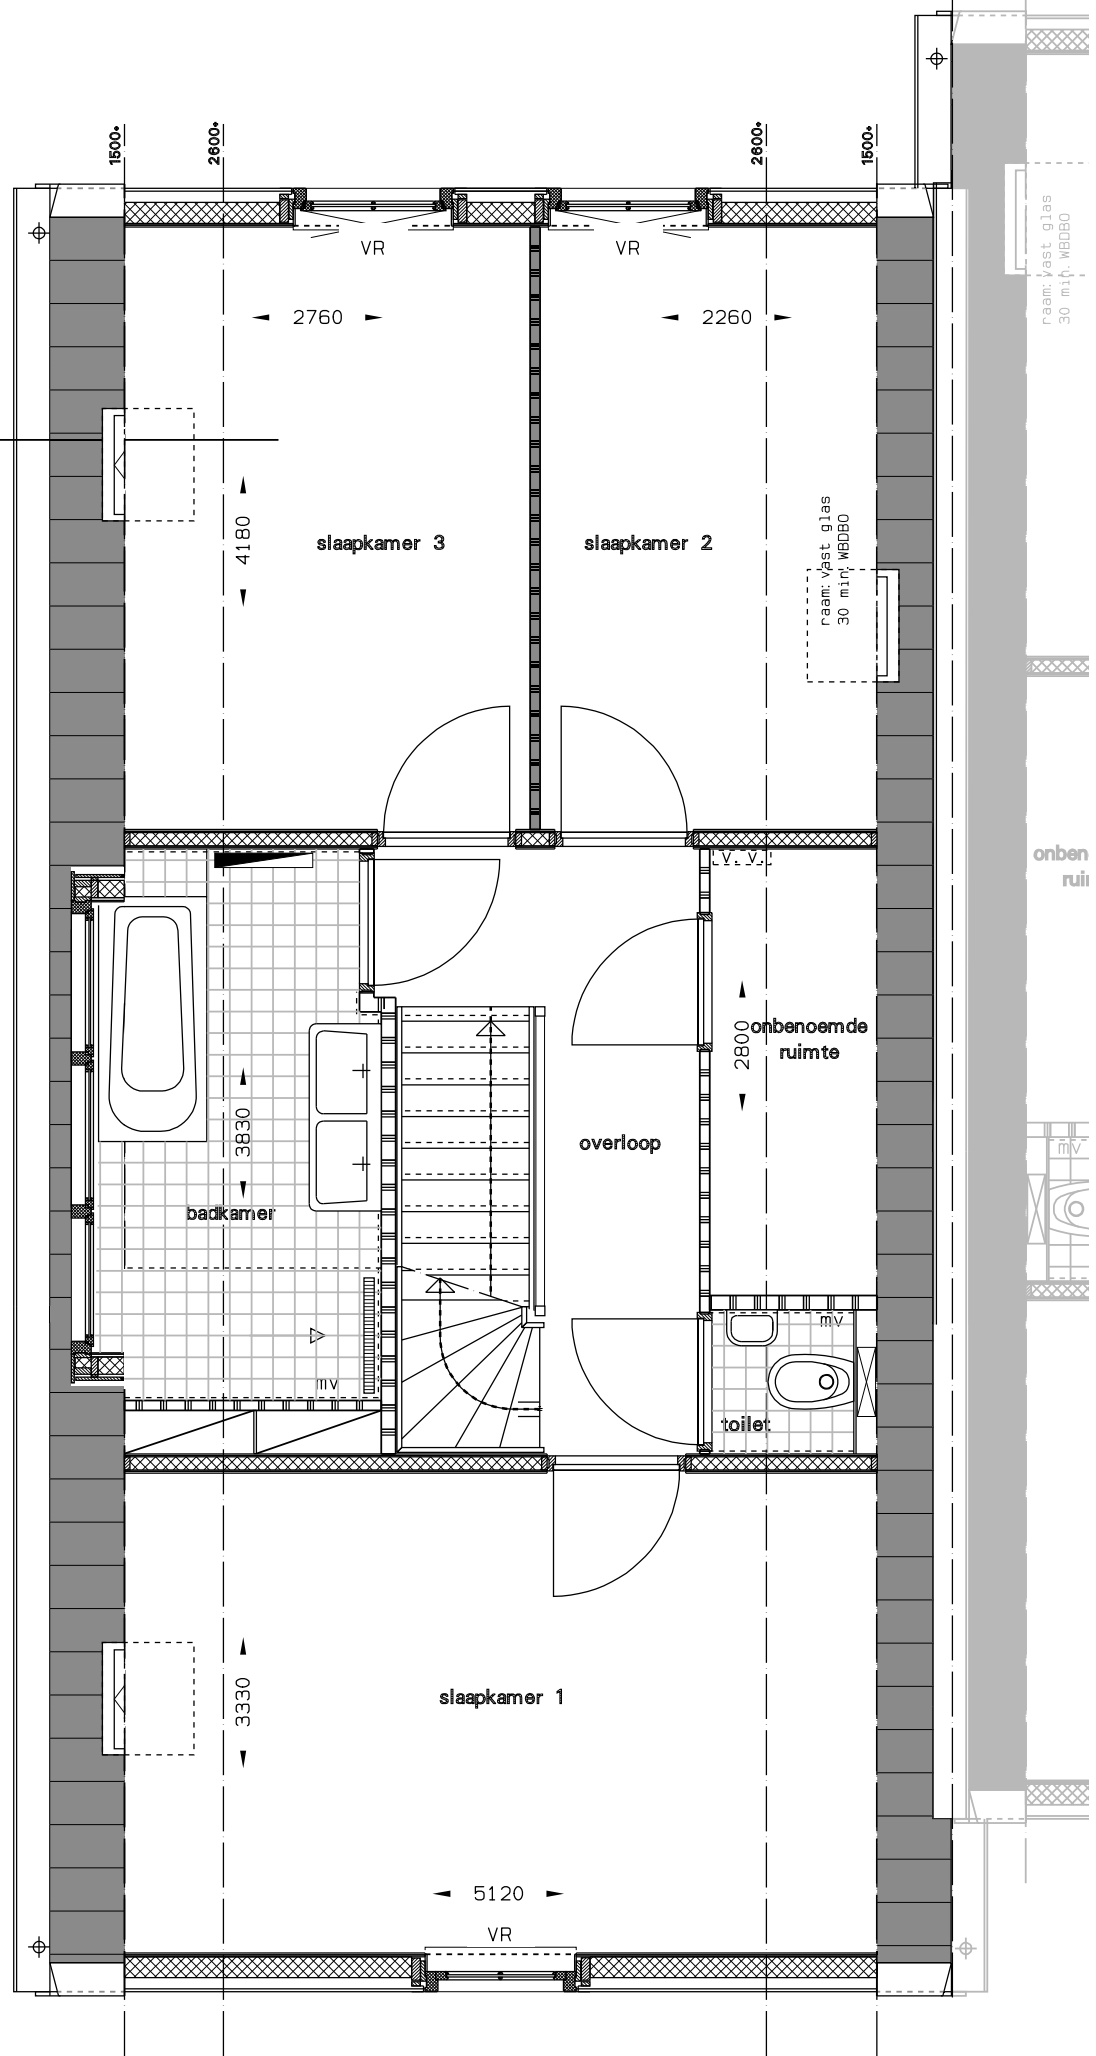 1500+
2600+
2600+
1500+
VR
VR
2760
2260
raam: vast glas
30 min. WBDBO
4180
slaapkamer 3
slaapkamer 2
raam: vast glas
30 min. WBDBO
v. v.
onbenoemde
ruimte
2800
3830
overloop
badkamer
mv
mv
mv
toilet
slaapkamer 1
3330
5120
VR